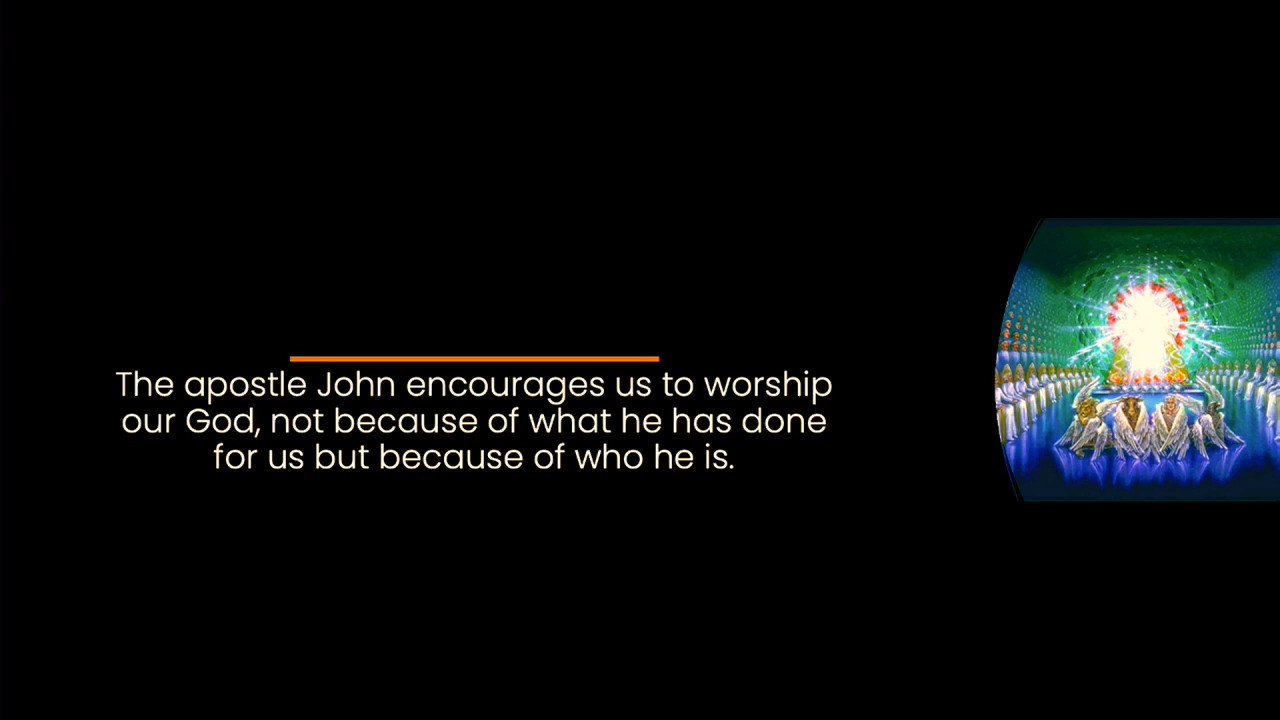 The apostle John encourages us to worship
our God, not because of what he has done
for us but because of who he is.